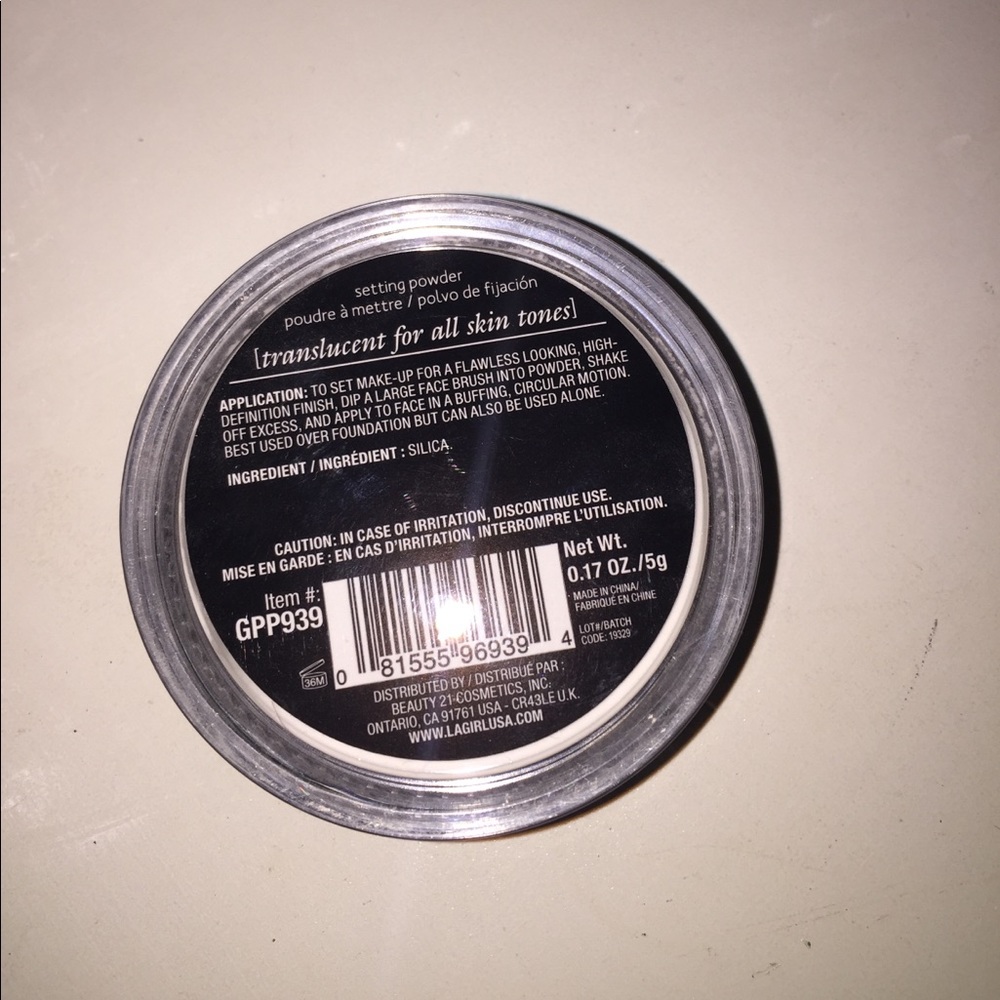 setting powder
poudre à mettre / polvo de fijación
[translucent for all skin tones]
APPLICATION: TO SET MAKE-UP FOR A FLAWLESS LOOKING, HIGH-
DEFINITION FINISH, DIP A LARGE FACE BRUSH INTO POWDER, SHAKE
OFF EXCESS, AND APPLY TO FACE IN A BUFFING, CIRCULAR MOTION.
BEST USED OVER FOUNDATION BUT CAN ALSO BE USED ALONE.
INGREDIENT / INGRÉDIENT : SILICA.
CAUTION: IN CASE OF IRRITATION, DISCONTINUE USE.
MISE EN GARDE : EN CAS D'IRRITATION, INTERROMPRE L'UTILISATION.
Item #:
GPP939
36M
0 81555 96939 4
Net Wt.
0.17 OZ./5g
MADE IN CHINA/
FABRIQUÉ EN CHINE
LOT#/BATCH
CODE: 19329
DISTRIBUTED BY / DISTRIBUÉ PAR :
BEAUTY 21 COSMETICS, INC.
ONTARIO, CA 91761 USA - CR43LE U.K.
WWW.LAGIRLUSA.COM